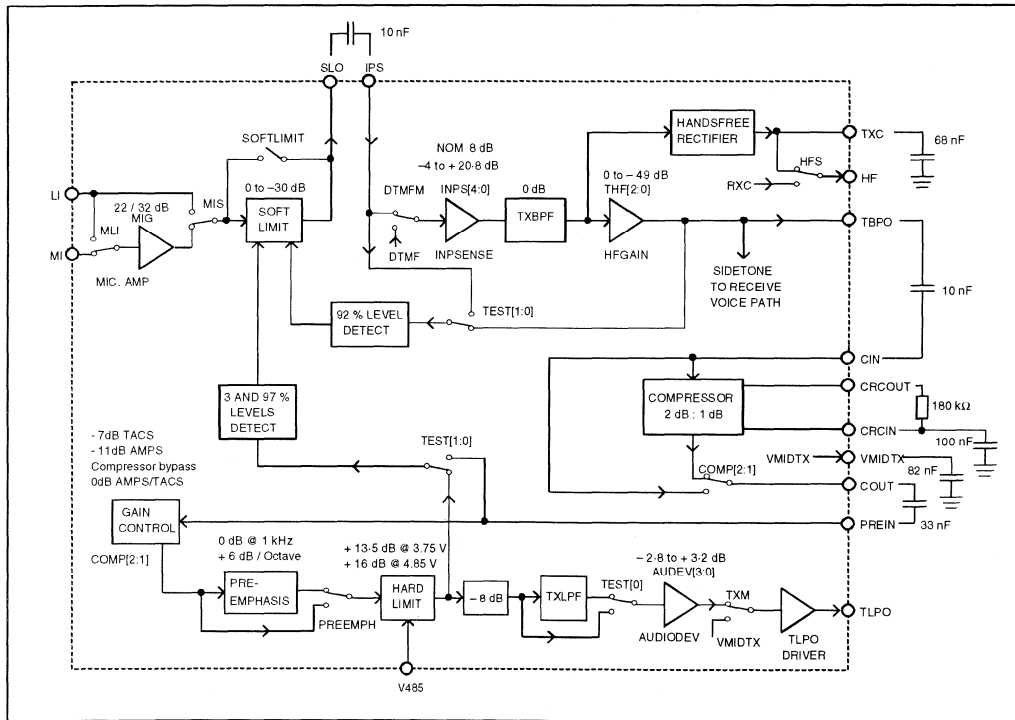 10 nF
SLO
IPS
SOFTLIMIT
HANDSFREE
RECTIFIER
TXC
68 nF
NOM 8 dB
−4 to + 20·8 dB
INPS[4:0]
HFS
HF
RXC
0 to −30 dB
0 dB
0 to −49 dB
THF[2:0]
LI
22 / 32 dB
MIG
MIS
SOFT
LIMIT
DTMFM
TXBPF
TBPO
MLI
MI
MIC. AMP
DTMF
INPSENSE
HFGAIN
SIDETONE
TO RECEIVE
VOICE PATH
10 nF
92 % LEVEL
DETECT
TEST[1:0]
CIN
3 AND 97 %
LEVELS
DETECT
COMPRESSOR
2 dB : 1 dB
CRCOUT
180 kΩ
CRCIN
100 nF
- 7dB TACS
- 11dB AMPS
Compressor bypass
0dB AMPS/TACS
TEST[1:0]
VMIDTX
VMIDTX
82 nF
COMP[2:1]
COUT
GAIN
CONTROL
PREIN
33 nF
COMP[2:1]
0 dB @ 1 kHz
+ 6 dB / Octave
+ 13·5 dB @ 3.75 V
+ 16 dB @ 4.85 V
− 2·8 to + 3·2 dB
AUDEV[3:0]
PRE-
EMPHASIS
HARD
LIMIT
− 8 dB
TXLPF
TEST[0]
TXM
TLPO
PREEMPH
AUDIODEV
VMIDTX
TLPO
DRIVER
V485